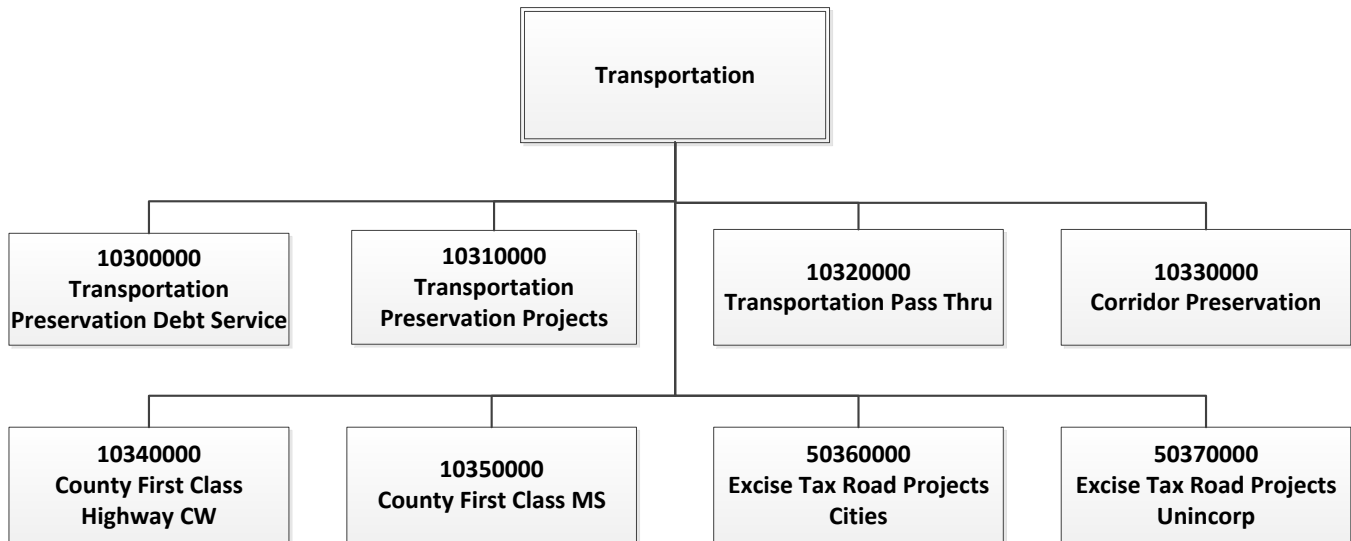 Transportation
10300000
Transportation
Preservation Debt Service
10310000
Transportation
Preservation Projects
10320000
Transportation Pass Thru
10330000
Corridor Preservation
10340000
County First Class
Highway CW
10350000
County First Class MS
50360000
Excise Tax Road Projects
Cities
50370000
Excise Tax Road Projects
Unincorp